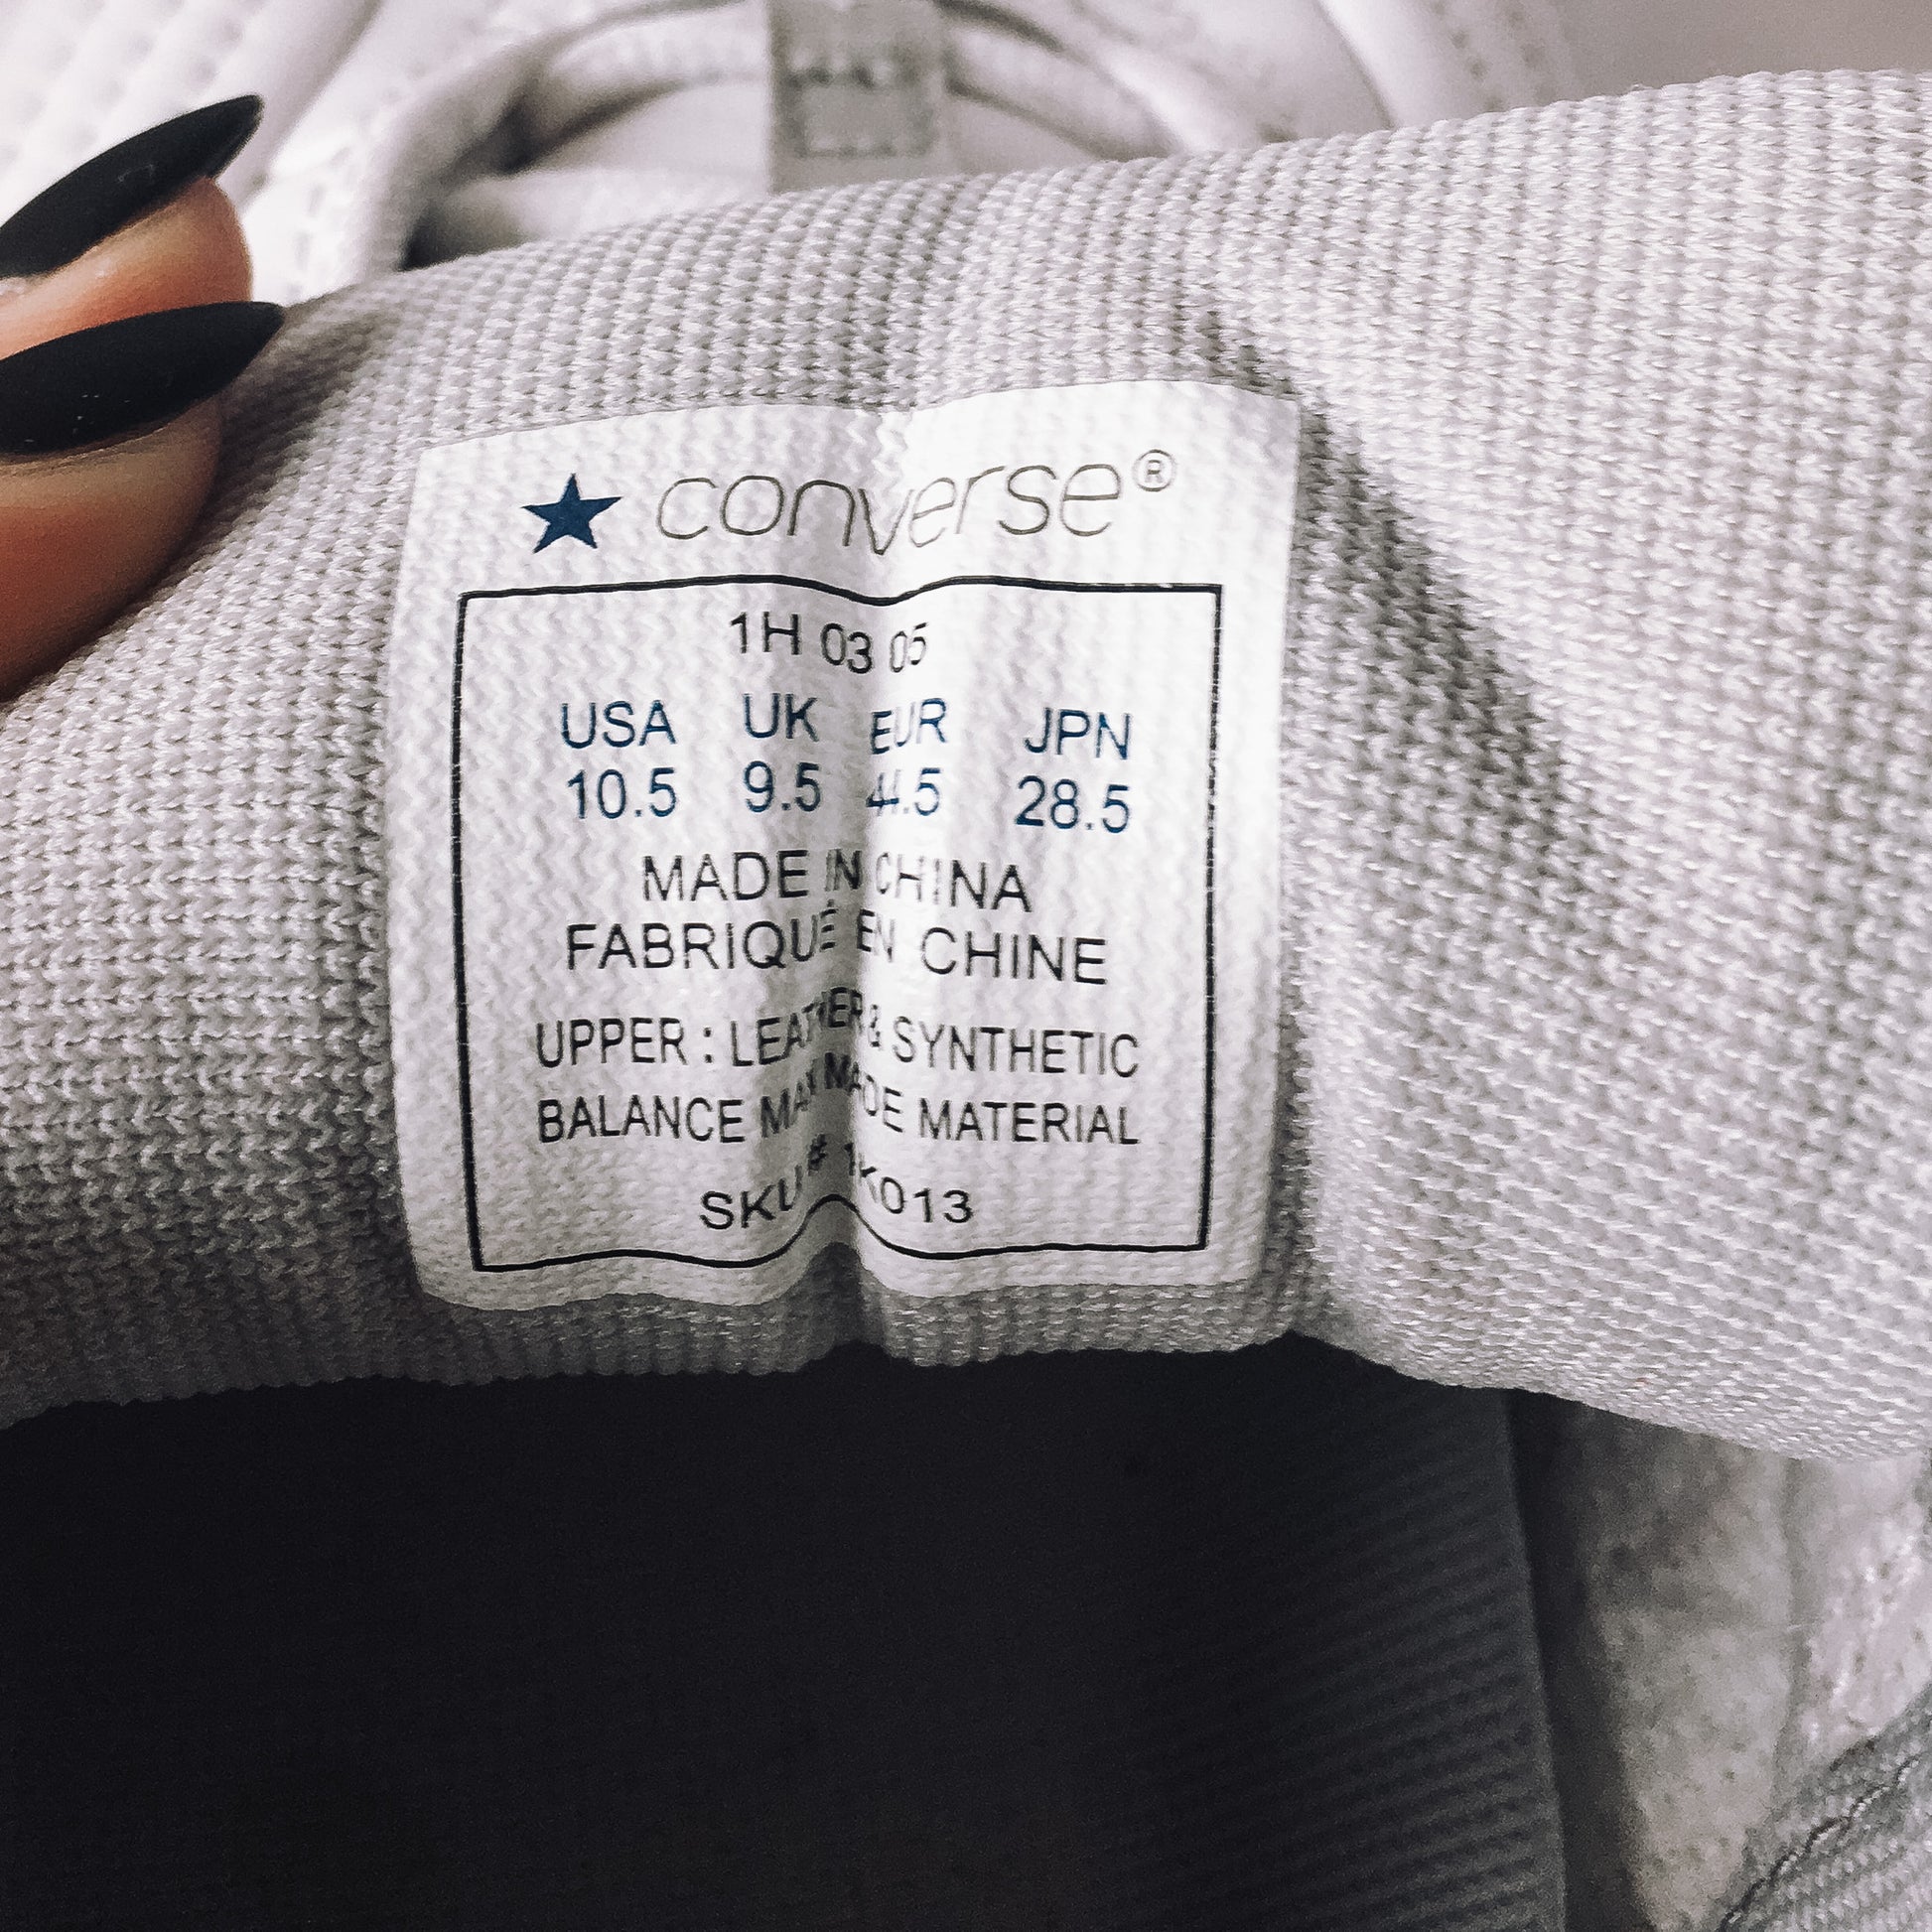 converse®
1H 03 05
USA UK EUR JPN
10.5 9.5 44.5 28.5
MADE IN CHINA
FABRIQUÉ EN CHINE
UPPER : LEATHER & SYNTHETIC
BALANCE MAN MADE MATERIAL
SKU# 1K013